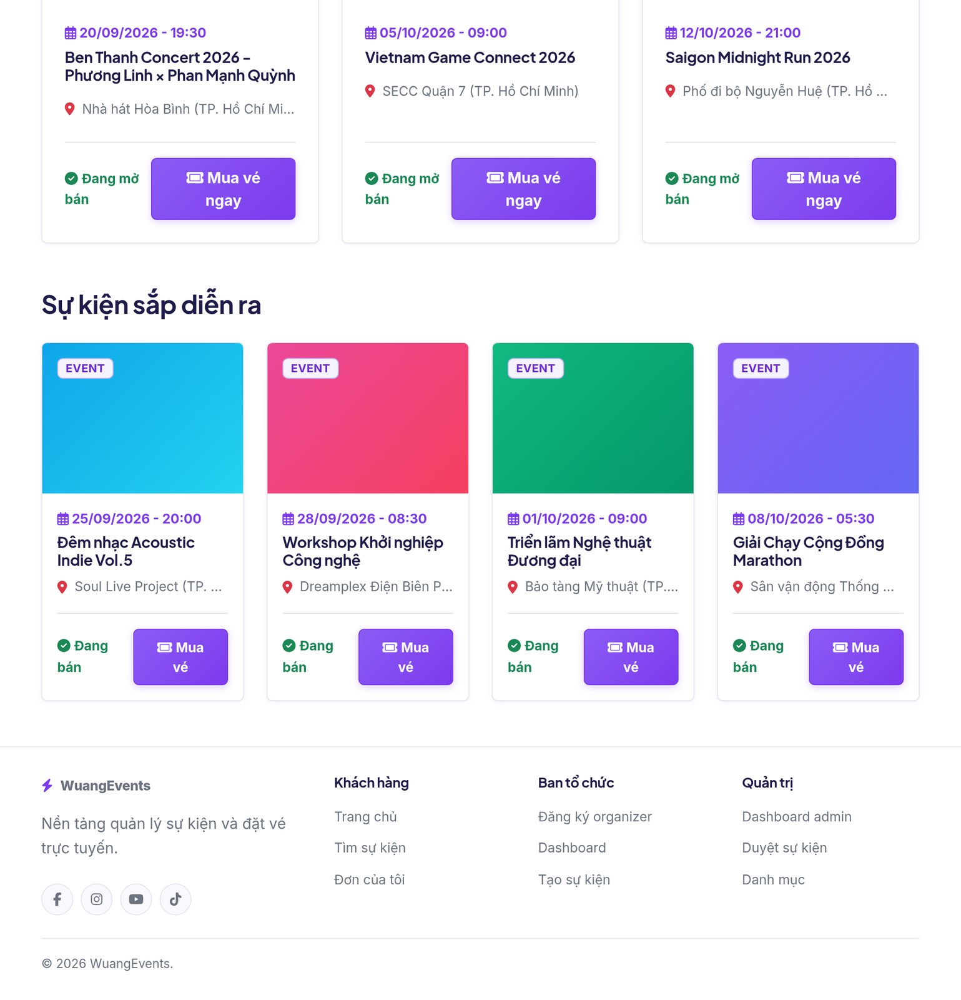 20/09/2026 - 19:30
Ben Thanh Concert 2026 –
Phương Linh × Phan Mạnh Quỳnh
Nhà hát Hòa Bình (TP. Hồ Chí Mi...
Đang mở
bán
Mua vé
ngay
05/10/2026 - 09:00
Vietnam Game Connect 2026
SECC Quận 7 (TP. Hồ Chí Minh)
Đang mở
bán
Mua vé
ngay
12/10/2026 - 21:00
Saigon Midnight Run 2026
Phố đi bộ Nguyễn Huệ (TP. Hồ ...
Đang mở
bán
Mua vé
ngay
Sự kiện sắp diễn ra
EVENT
25/09/2026 - 20:00
Đêm nhạc Acoustic
Indie Vol.5
Soul Live Project (TP. ...
Đang
bán
Mua
vé
EVENT
28/09/2026 - 08:30
Workshop Khởi nghiệp
Công nghệ
Dreamplex Điện Biên P...
Đang
bán
Mua
vé
EVENT
01/10/2026 - 09:00
Triển lãm Nghệ thuật
Đương đại
Bảo tàng Mỹ thuật (TP....
Đang
bán
Mua
vé
EVENT
08/10/2026 - 05:30
Giải Chạy Cộng Đồng
Marathon
Sân vận động Thống ...
Đang
bán
Mua
vé
WuangEvents
Nền tảng quản lý sự kiện và đặt vé
trực tuyến.
Khách hàng
Trang chủ
Tìm sự kiện
Đơn của tôi
Ban tổ chức
Đăng ký organizer
Dashboard
Tạo sự kiện
Quản trị
Dashboard admin
Duyệt sự kiện
Danh mục
© 2026 WuangEvents.